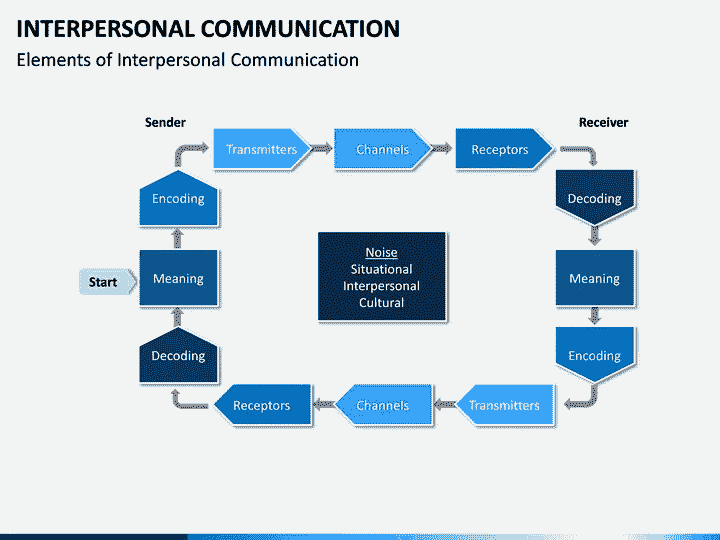 INTERPERSONAL COMMUNICATION
Elements of Interpersonal Communication
Sender
Receiver
Transmitters
Channels
Receptors
Encoding
Decoding
Start
Meaning
Noise
Situational
Interpersonal
Cultural
Meaning
Decoding
Encoding
Receptors
Channels
Transmitters